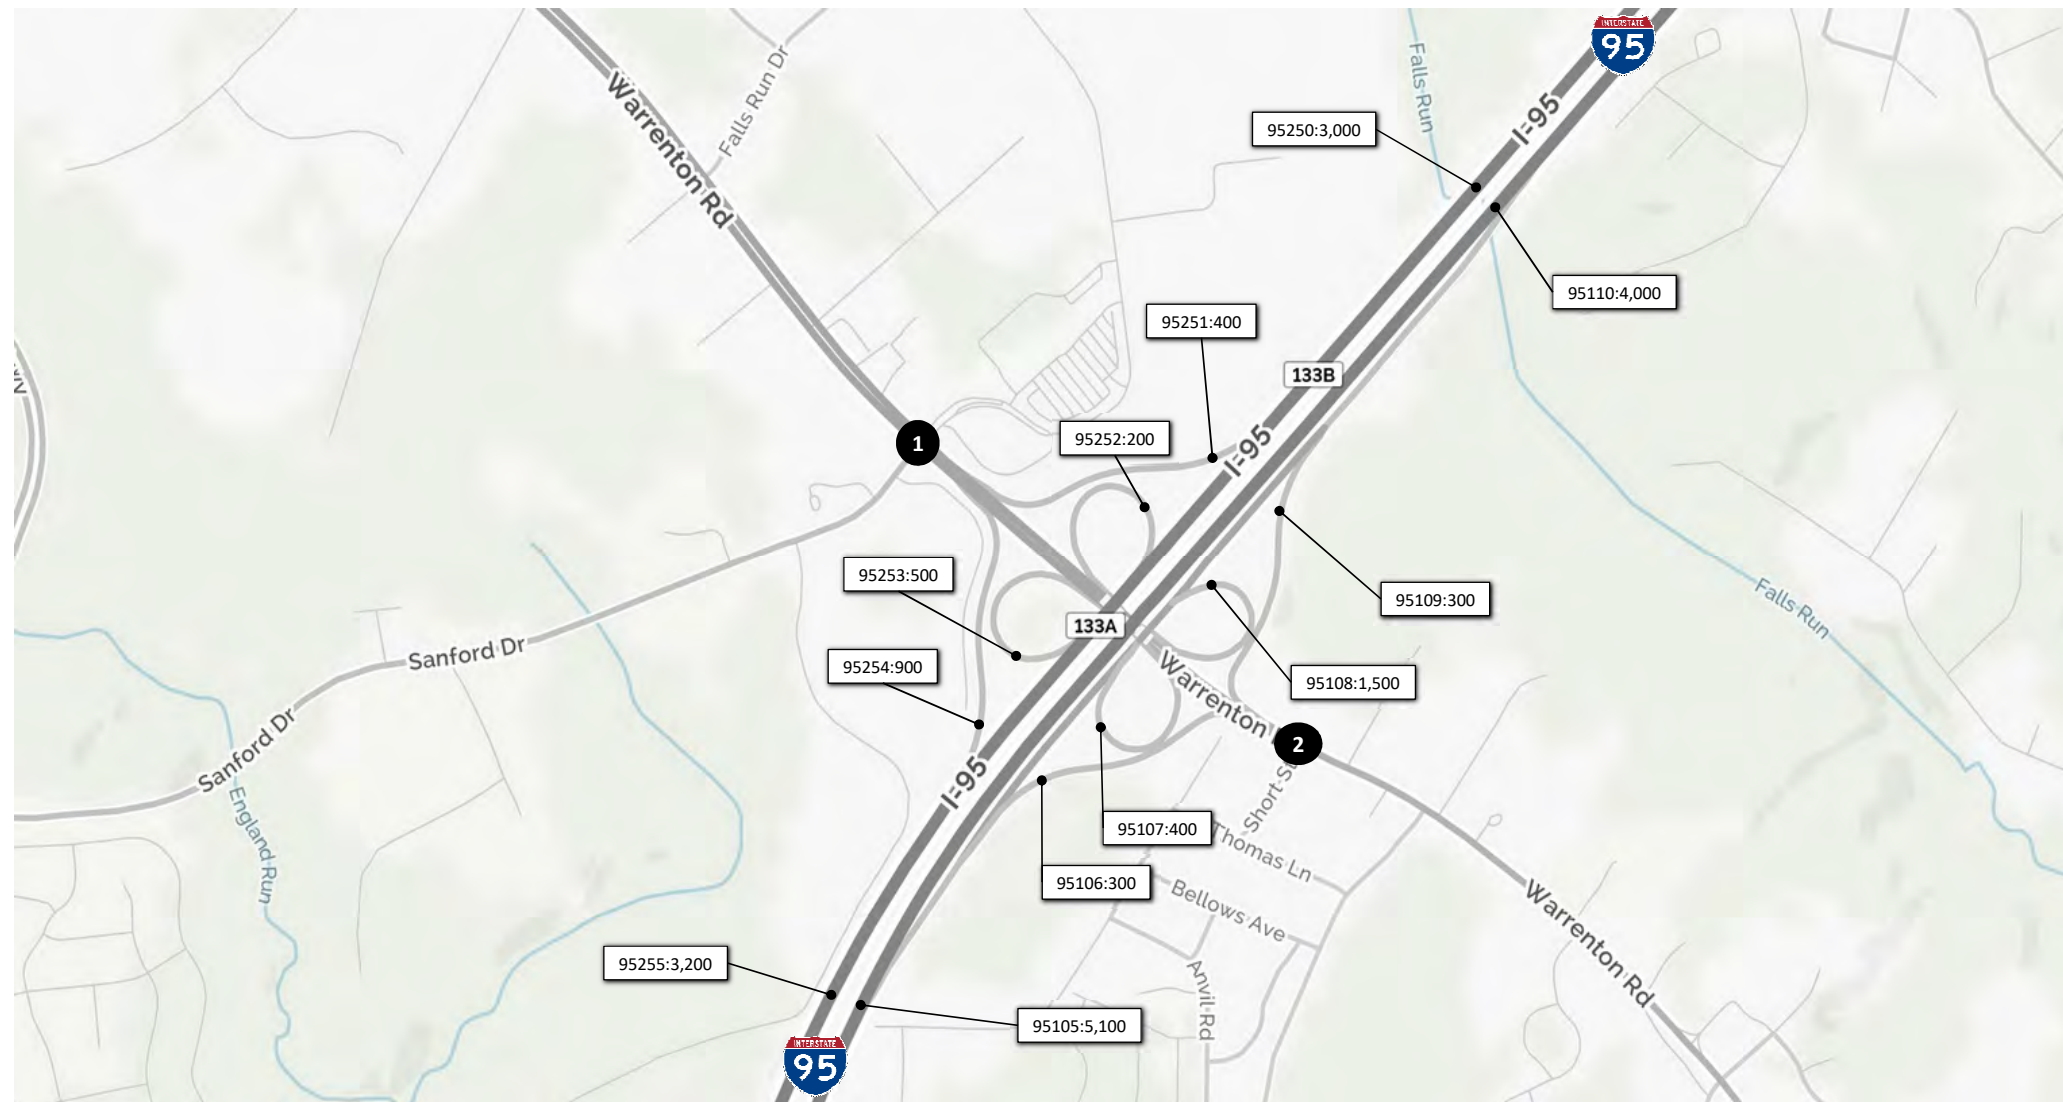 INTERSTATE
95
Falls Run Dr
Falls Run
Warrenton Rd
I-95
95250:3,000
95110:4,000
95251:400
133B
1
95252:200
I-95
95253:500
95109:300
Falls Run
133A
Sanford Dr
95254:900
95108:1,500
Warrenton
2
Sanford Dr
I-95
Short St
England Run
95107:400
Thomas Ln
95106:300
Bellows Ave
Warrenton Rd
95255:3,200
Anvil Rd
95105:5,100
INTERSTATE
95